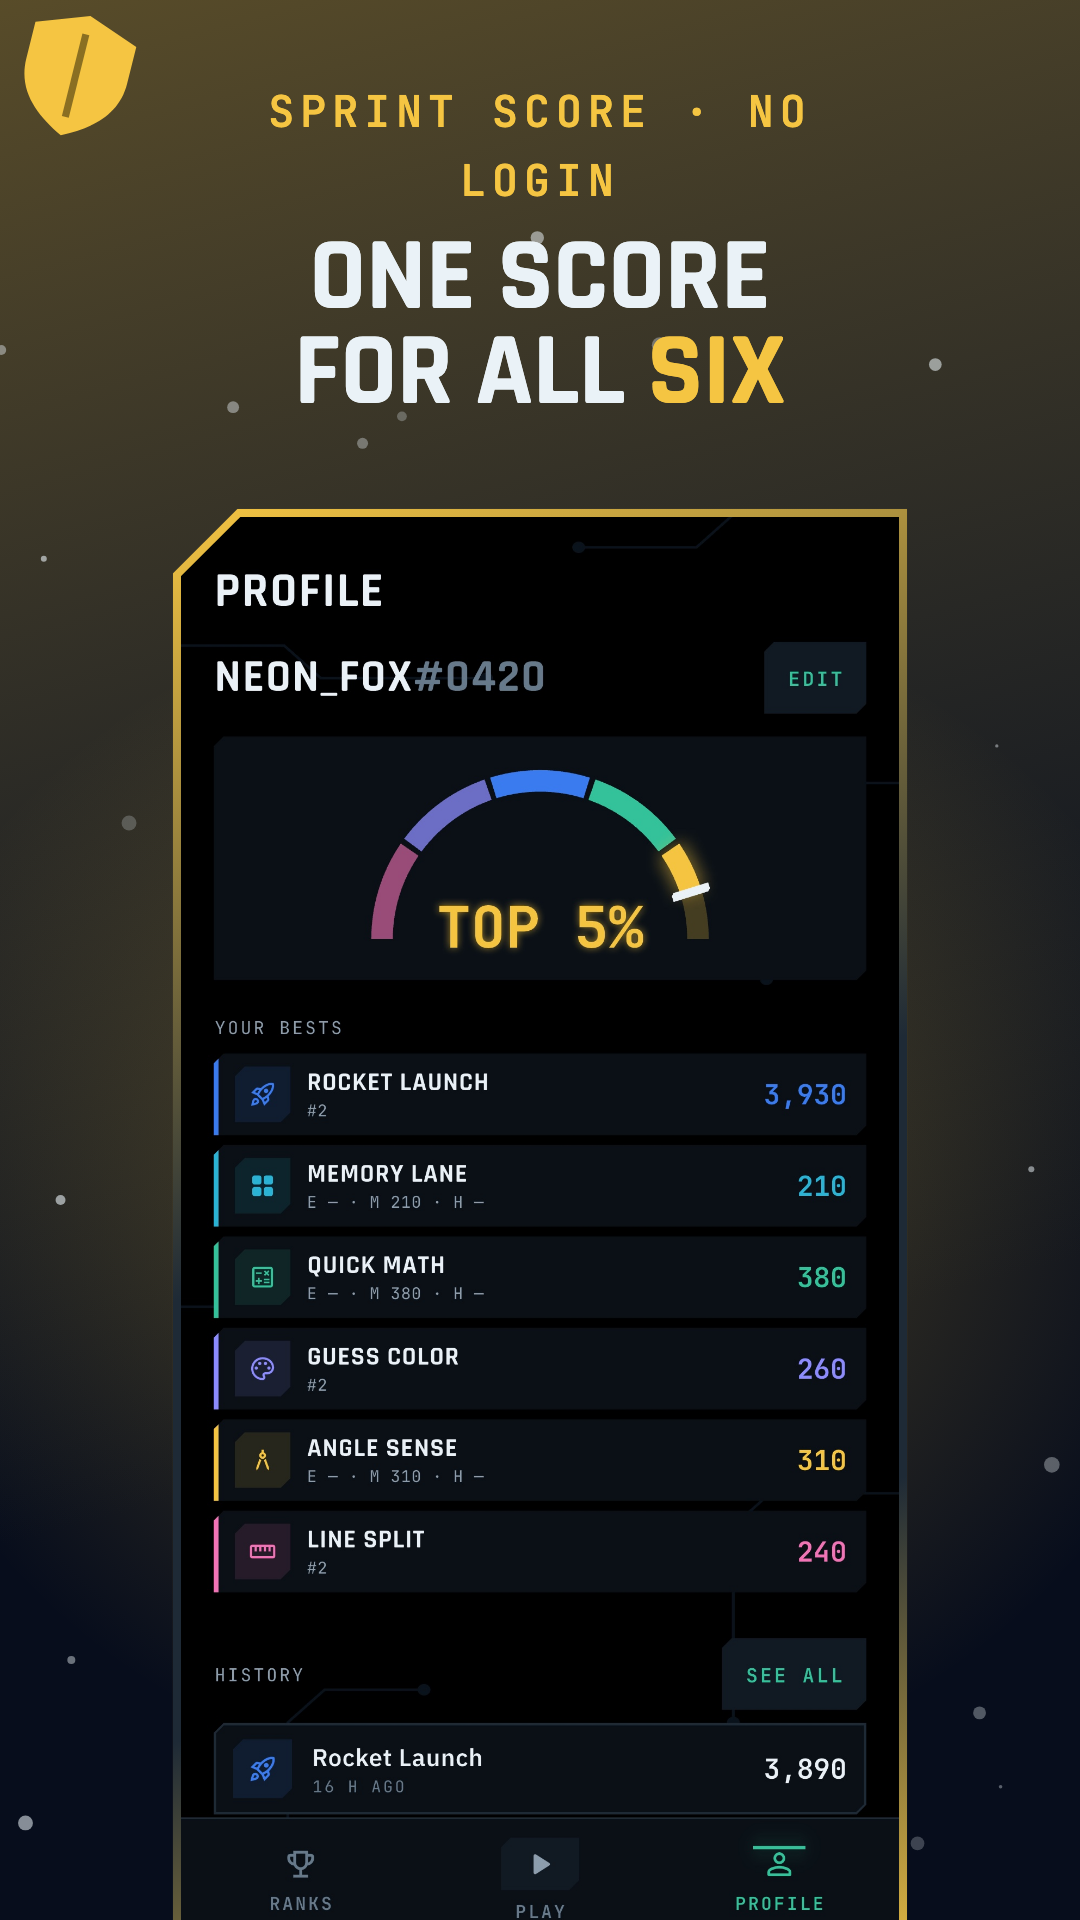 SPRINT SCORE · NO
LOGIN
ONE SCORE
FOR ALL SIX
PROFILE
NEON_FOX#0420
EDIT
TOP 5%
YOUR BESTS
ROCKET LAUNCH
#2
3,930
MEMORY LANE
E — · M 210 · H —
210
QUICK MATH
E — · M 380 · H —
380
GUESS COLOR
#2
260
ANGLE SENSE
E — · M 310 · H —
310
LINE SPLIT
#2
240
HISTORY
SEE ALL
Rocket Launch
16 H AGO
3,890
RANKS
PLAY
PROFILE